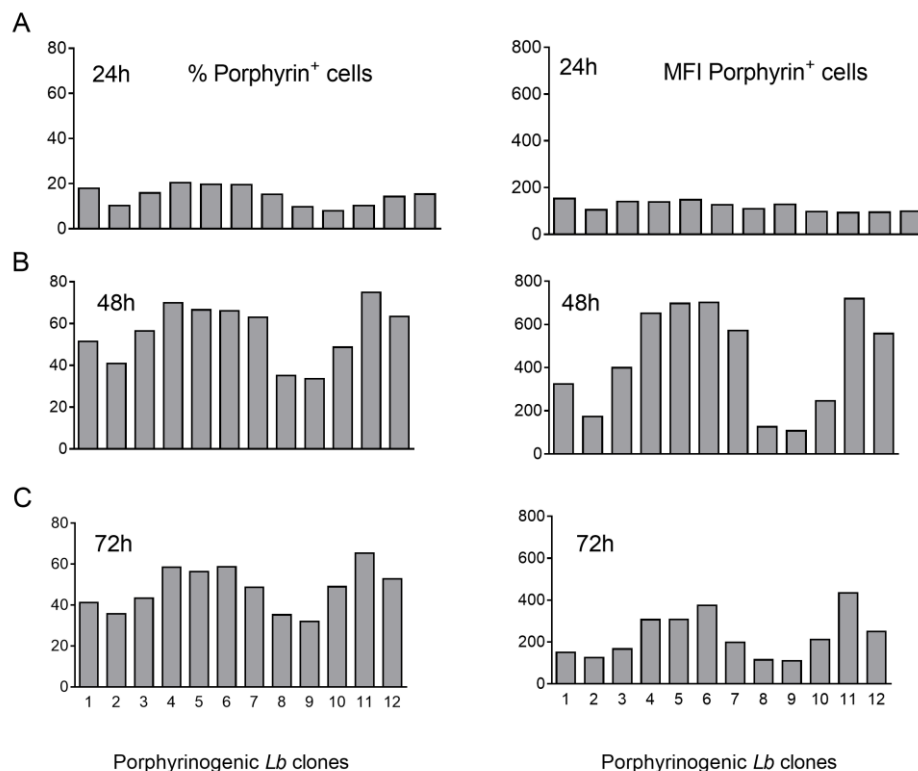 A
80
60
40
20
0
24h
% Porphyrin+ cells
800
600
400
200
0
24h
MFI Porphyrin+ cells
B
80
60
40
20
0
48h
800
600
400
200
0
48h
C
80
60
40
20
0
72h
1 2 3 4 5 6 7 8 9 10 11 12
Porphyrinogenic Lb clones
800
600
400
200
0
72h
1 2 3 4 5 6 7 8 9 10 11 12
Porphyrinogenic Lb clones